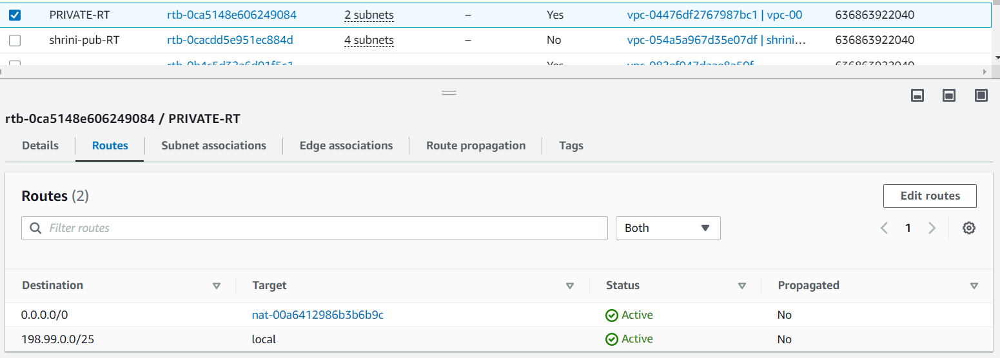 PRIVATE-RT rtb-0ca5148e606249084 2 subnets – Yes vpc-04476df2767987bc1 | vpc-00 636863922040
shrini-pub-RT rtb-0cacdd5e951ec884d 4 subnets – No vpc-054a5a967d35e07df | shrini... 636863922040
Yes 636863922040
rtb-0ca5148e606249084 / PRIVATE-RT
Details Routes Subnet associations Edge associations Route propagation Tags
Routes (2) Edit routes
Filter routes Both 1
Destination Target Status Propagated
0.0.0.0/0 nat-00a6412986b3b6b9c Active No
198.99.0.0/25 local Active No